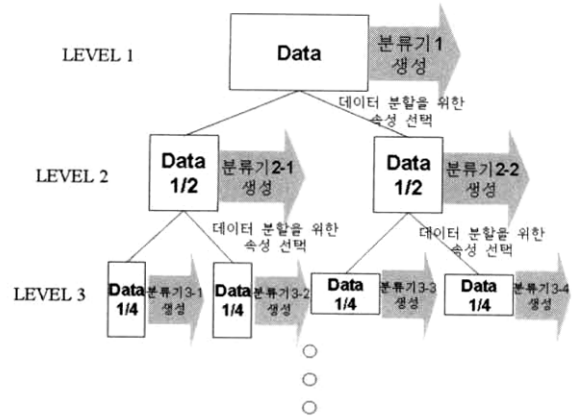 LEVEL 1
Data
분류기1
생성
데이터 분할을 위한
속성 선택
LEVEL 2
Data
1/2
분류기2-1
생성
Data
1/2
분류기2-2
생성
데이터 분할을 위한
속성 선택
데이터 분할을 위한
속성 선택
LEVEL 3
Data
1/4
분류기3-1
생성
Data
1/4
분류기3-2
생성
Data
1/4
분류기3-3
생성
Data
1/4
분류기3-4
생성